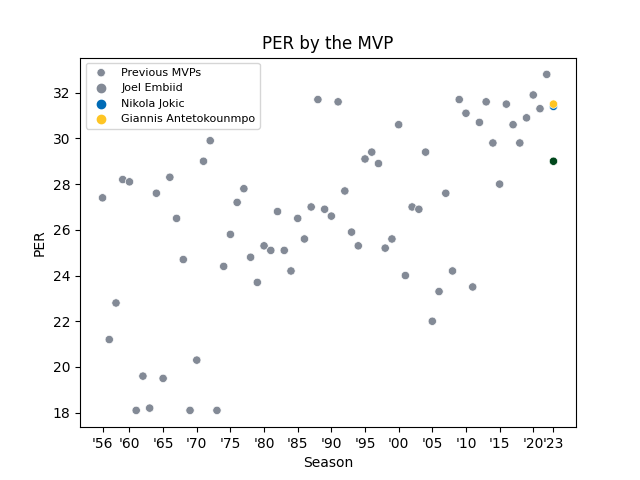 PER by the MVP
Previous MVPs
Joel Embiid
Nikola Jokic
Giannis Antetokounmpo
32
30
28
26
24
22
20
18
PER
'56 '60 '65 '70 '75 '80 '85 '90 '95 '00 '05 '10 '15 '20 '23
Season